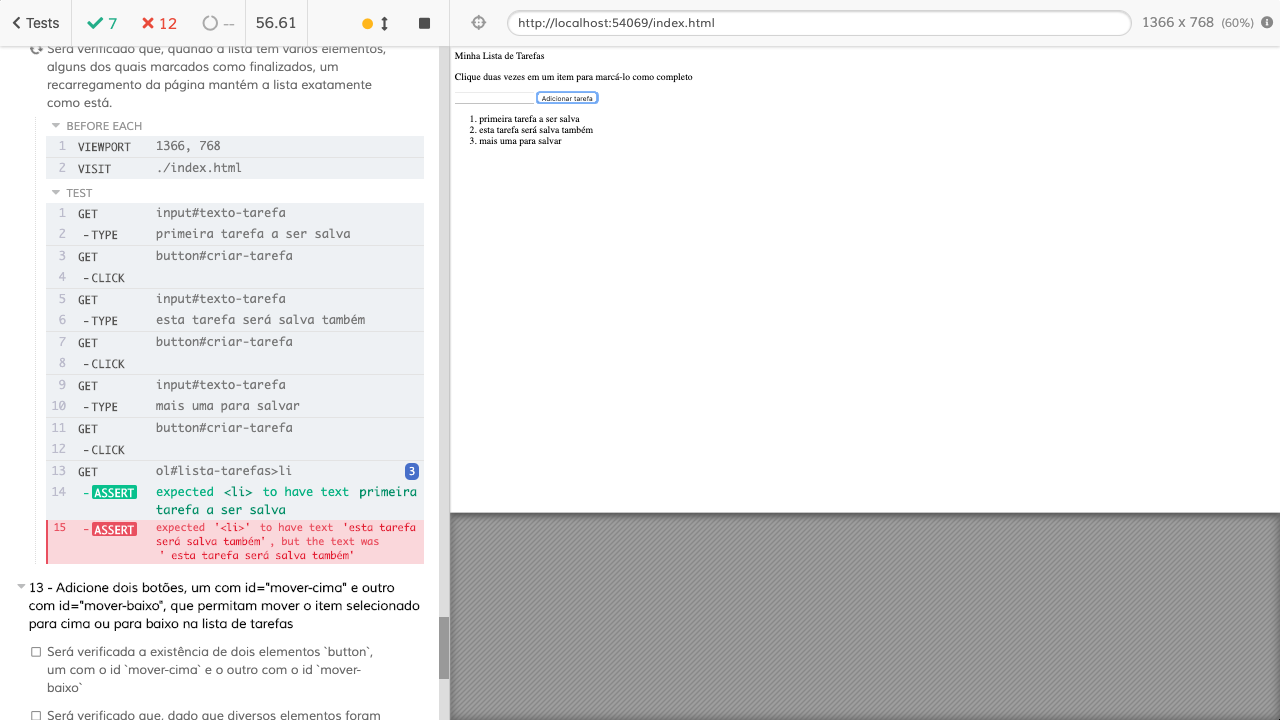 Tests
7
12
--
56.61
http://localhost:54069/index.html
1366 x 768 (60%)
Será verificado que, quando a lista tem vários elementos,
alguns dos quais marcados como finalizados, um
recarregamento da página mantém a lista exatamente
como está.
BEFORE EACH
1 VIEWPORT 1366, 768
2 VISIT ./index.html
TEST
1 GET input#texto-tarefa
2 -TYPE primeira tarefa a ser salva
3 GET button#criar-tarefa
4 -CLICK
5 GET input#texto-tarefa
6 -TYPE esta tarefa será salva também
7 GET button#criar-tarefa
8 -CLICK
9 GET input#texto-tarefa
10 -TYPE mais uma para salvar
11 GET button#criar-tarefa
12 -CLICK
13 GET ol#lista-tarefas>li 3
14 -ASSERT expected <li> to have text primeira
tarefa a ser salva
15 -ASSERT expected '<li>' to have text 'esta tarefa
será salva também', but the text was
' esta tarefa será salva também'
13 - Adicione dois botões, um com id="mover-cima" e outro
com id="mover-baixo", que permitam mover o item selecionado
para cima ou para baixo na lista de tarefas
Será verificada a existência de dois elementos `button`,
um com o id `mover-cima` e o outro com o id `mover-
baixo`
Será verificado que, dado que diversos elementos foram
Minha Lista de Tarefas
Clique duas vezes em um item para marcá-lo como completo
Adicionar tarefa
1. primeira tarefa a ser salva
2. esta tarefa será salva também
3. mais uma para salvar